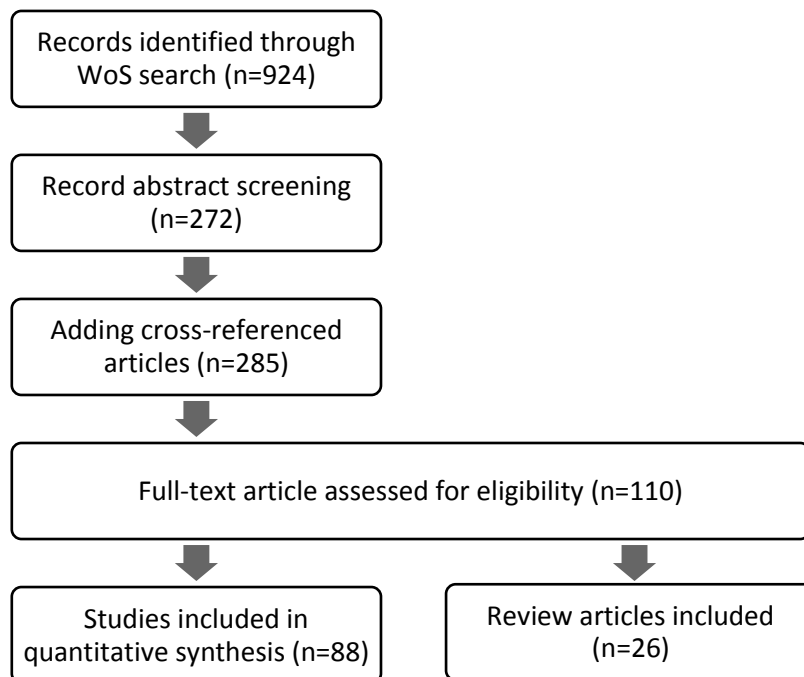 Records identified through
WoS search (n=924)
Record abstract screening
(n=272)
Adding cross-referenced
articles (n=285)
Full-text article assessed for eligibility (n=110)
Studies included in
quantitative synthesis (n=88)
Review articles included
(n=26)